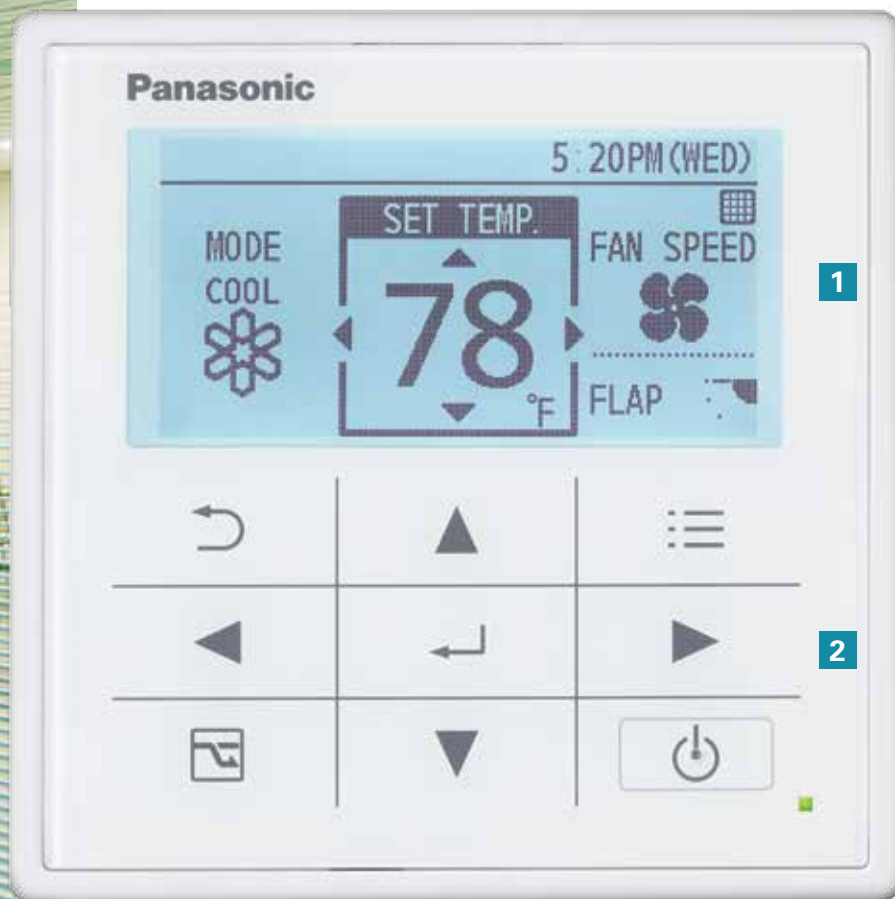 Panasonic
5:20PM(WED)
SET TEMP.
MODE
COOL
78 °F
FAN SPEED
FLAP
1
2